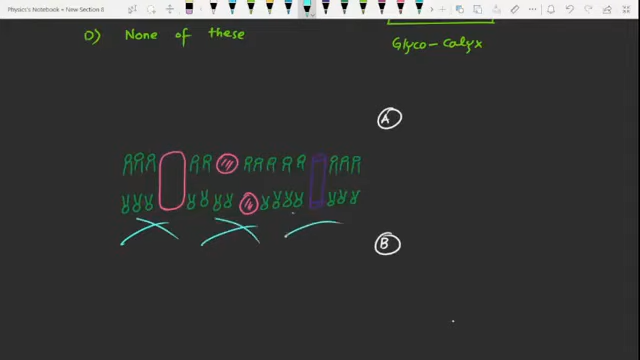 Physics's Notebook » New Section 6
D) None of these
Glyco-Calyx
A
B